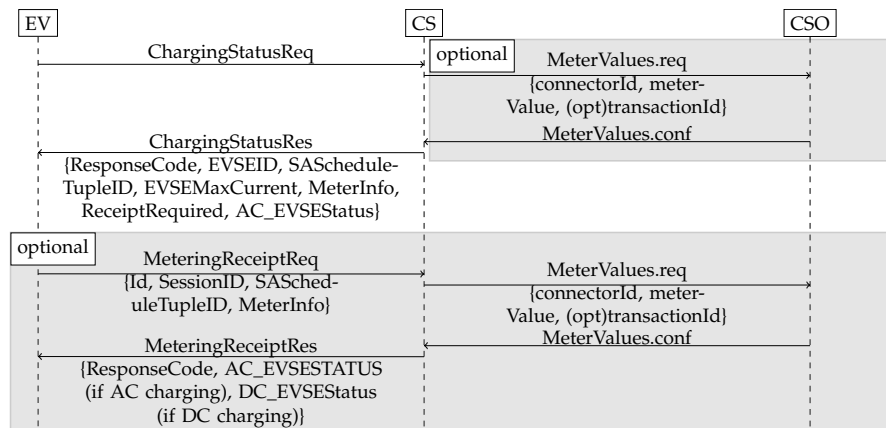 EV
CS
CSO
ChargingStatusReq
optional
MeterValues.req
{connectorId, meter-
Value, (opt)transactionId}
MeterValues.conf
ChargingStatusRes
{ResponseCode, EVSEID, SASchedule-
TupleID, EVSEMaxCurrent, MeterInfo,
ReceiptRequired, AC_EVSEStatus}
optional
MeteringReceiptReq
{Id, SessionID, SASched-
uleTupleID, MeterInfo}
MeterValues.req
{connectorId, meter-
Value, (opt)transactionId}
MeterValues.conf
MeteringReceiptRes
{ResponseCode, AC_EVSESTATUS
(if AC charging), DC_EVSEStatus
(if DC charging)}